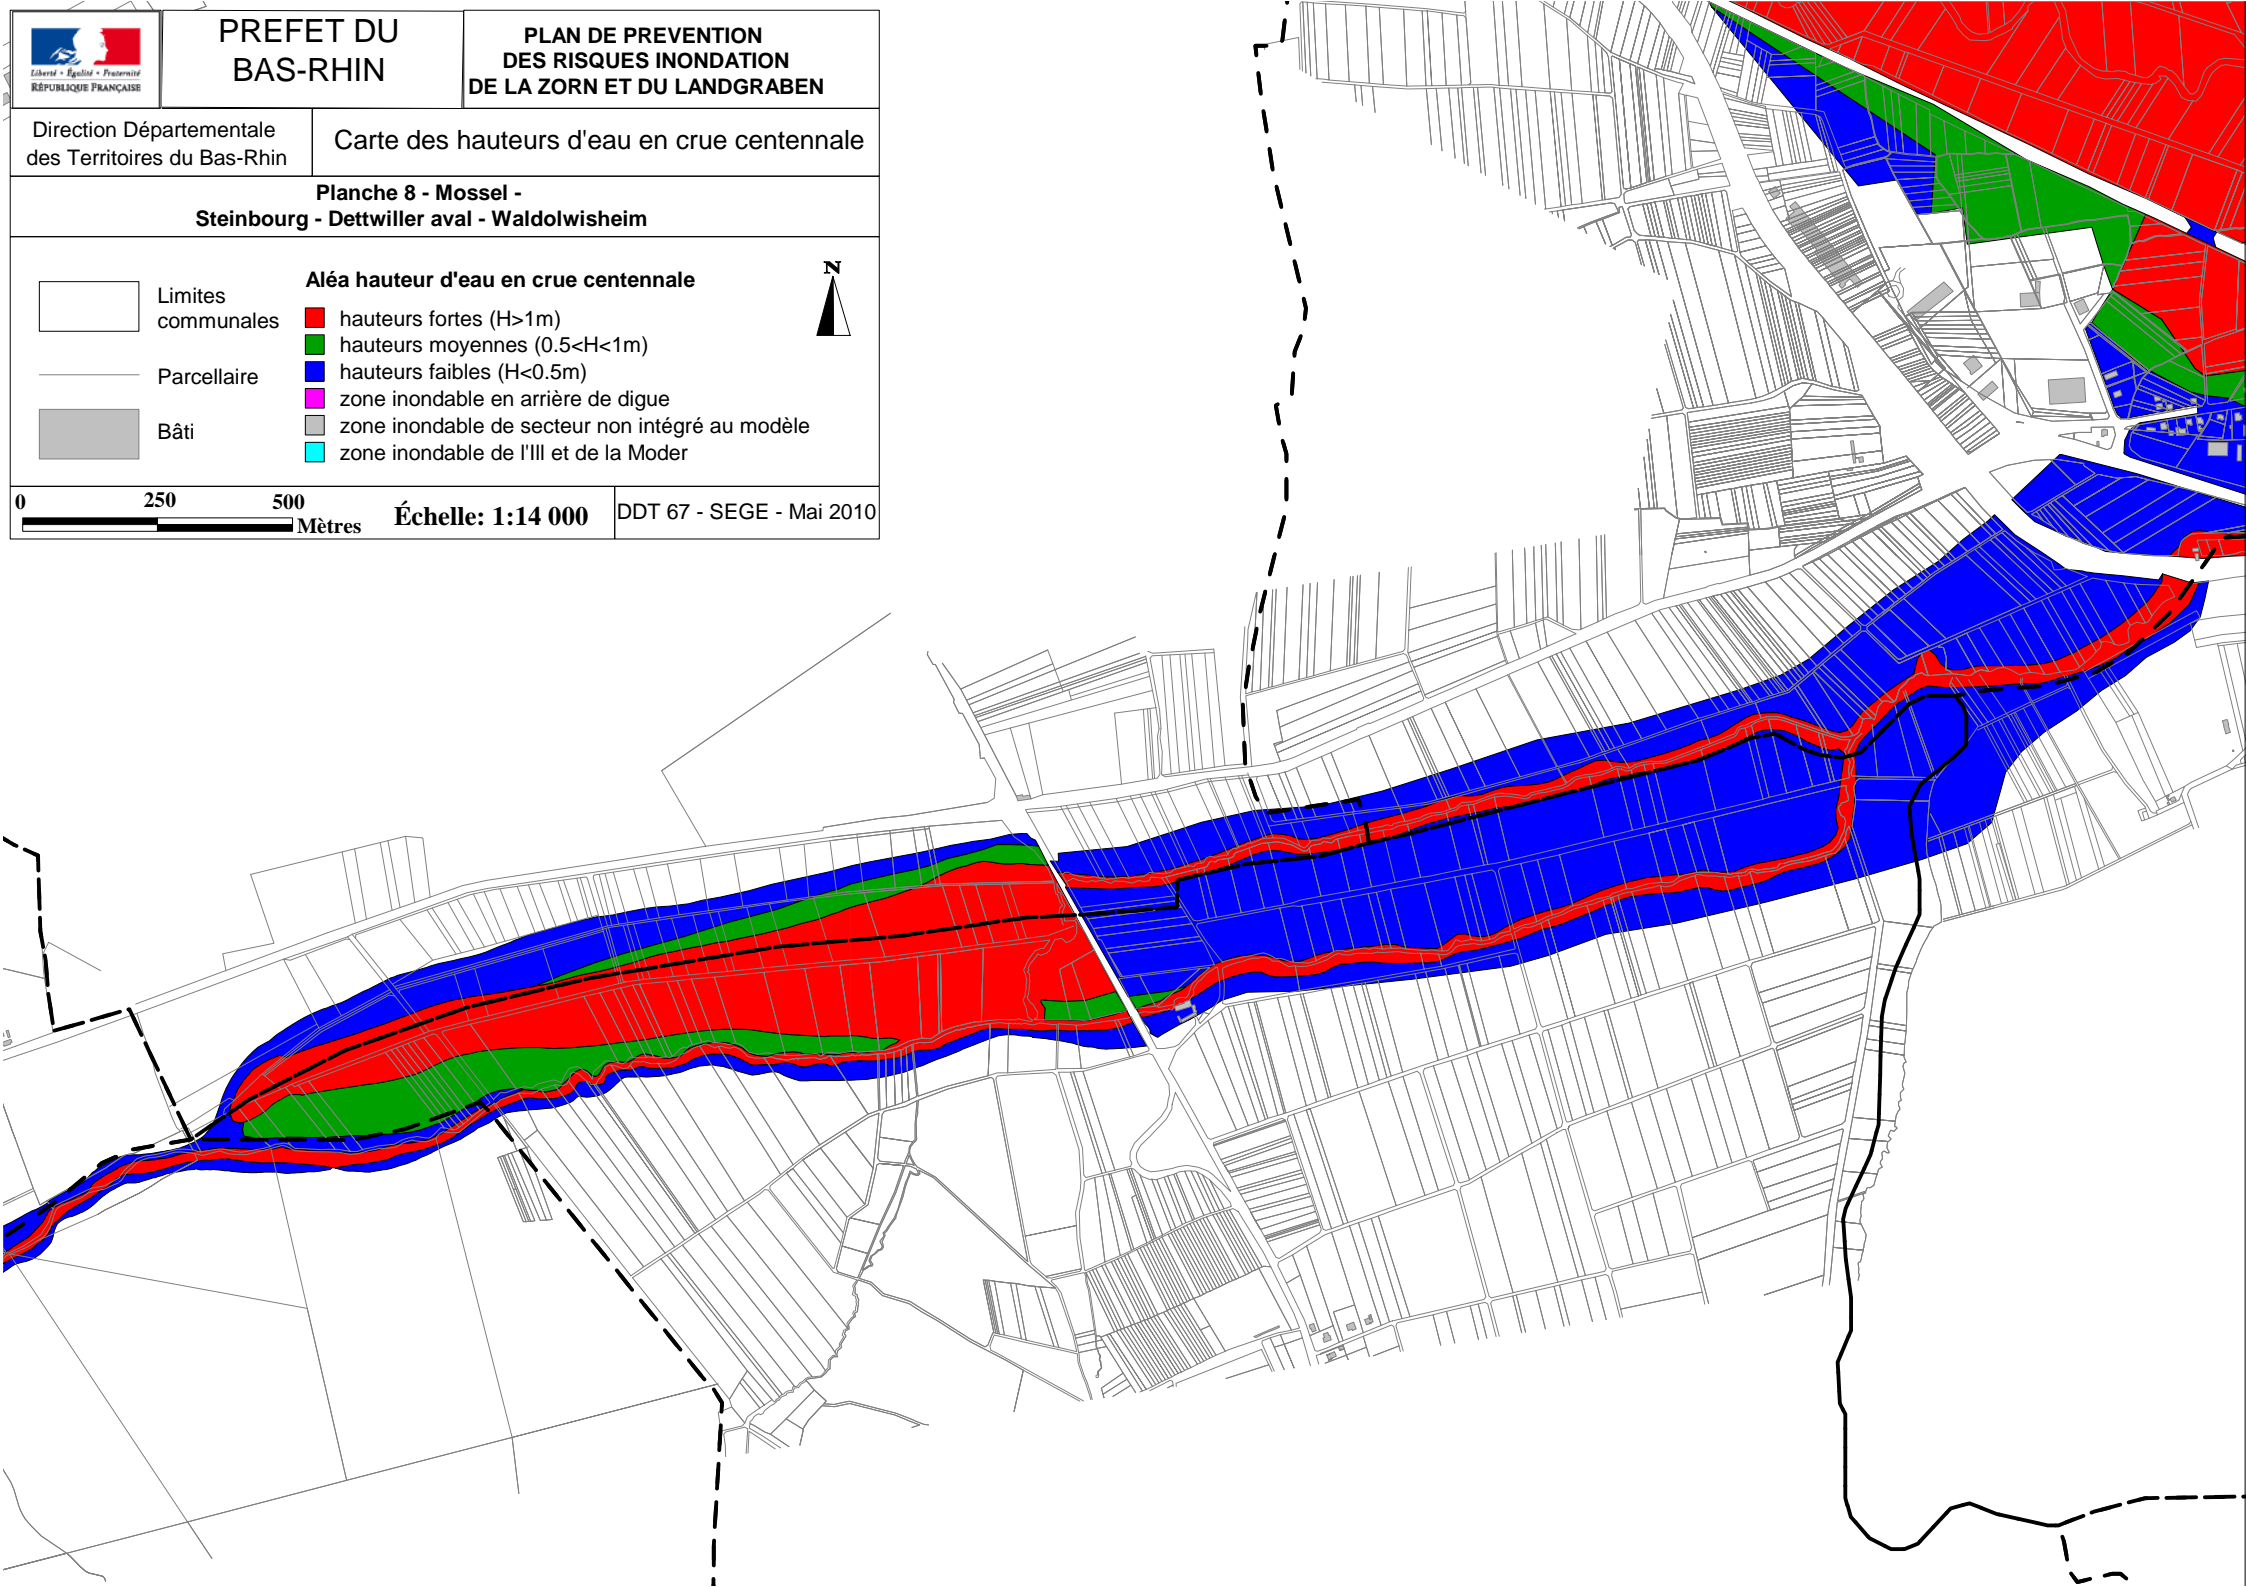 Liberté • Égalité • Fraternité
RÉPUBLIQUE FRANÇAISE
PREFET DU
BAS-RHIN
PLAN DE PREVENTION
DES RISQUES INONDATION
DE LA ZORN ET DU LANDGRABEN
Direction Départementale
des Territoires du Bas-Rhin
Carte des hauteurs d'eau en crue centennale
Planche 8 - Mossel -
Steinbourg - Dettwiller aval - Waldolwisheim
Limites
communales
Parcellaire
Bâti
Aléa hauteur d'eau en crue centennale
hauteurs fortes (H>1m)
hauteurs moyennes (0.5<H<1m)
hauteurs faibles (H<0.5m)
zone inondable en arrière de digue
zone inondable de secteur non intégré au modèle
zone inondable de l'Ill et de la Moder
N
0 250 500
Mètres
Échelle: 1:14 000
DDT 67 - SEGE - Mai 2010